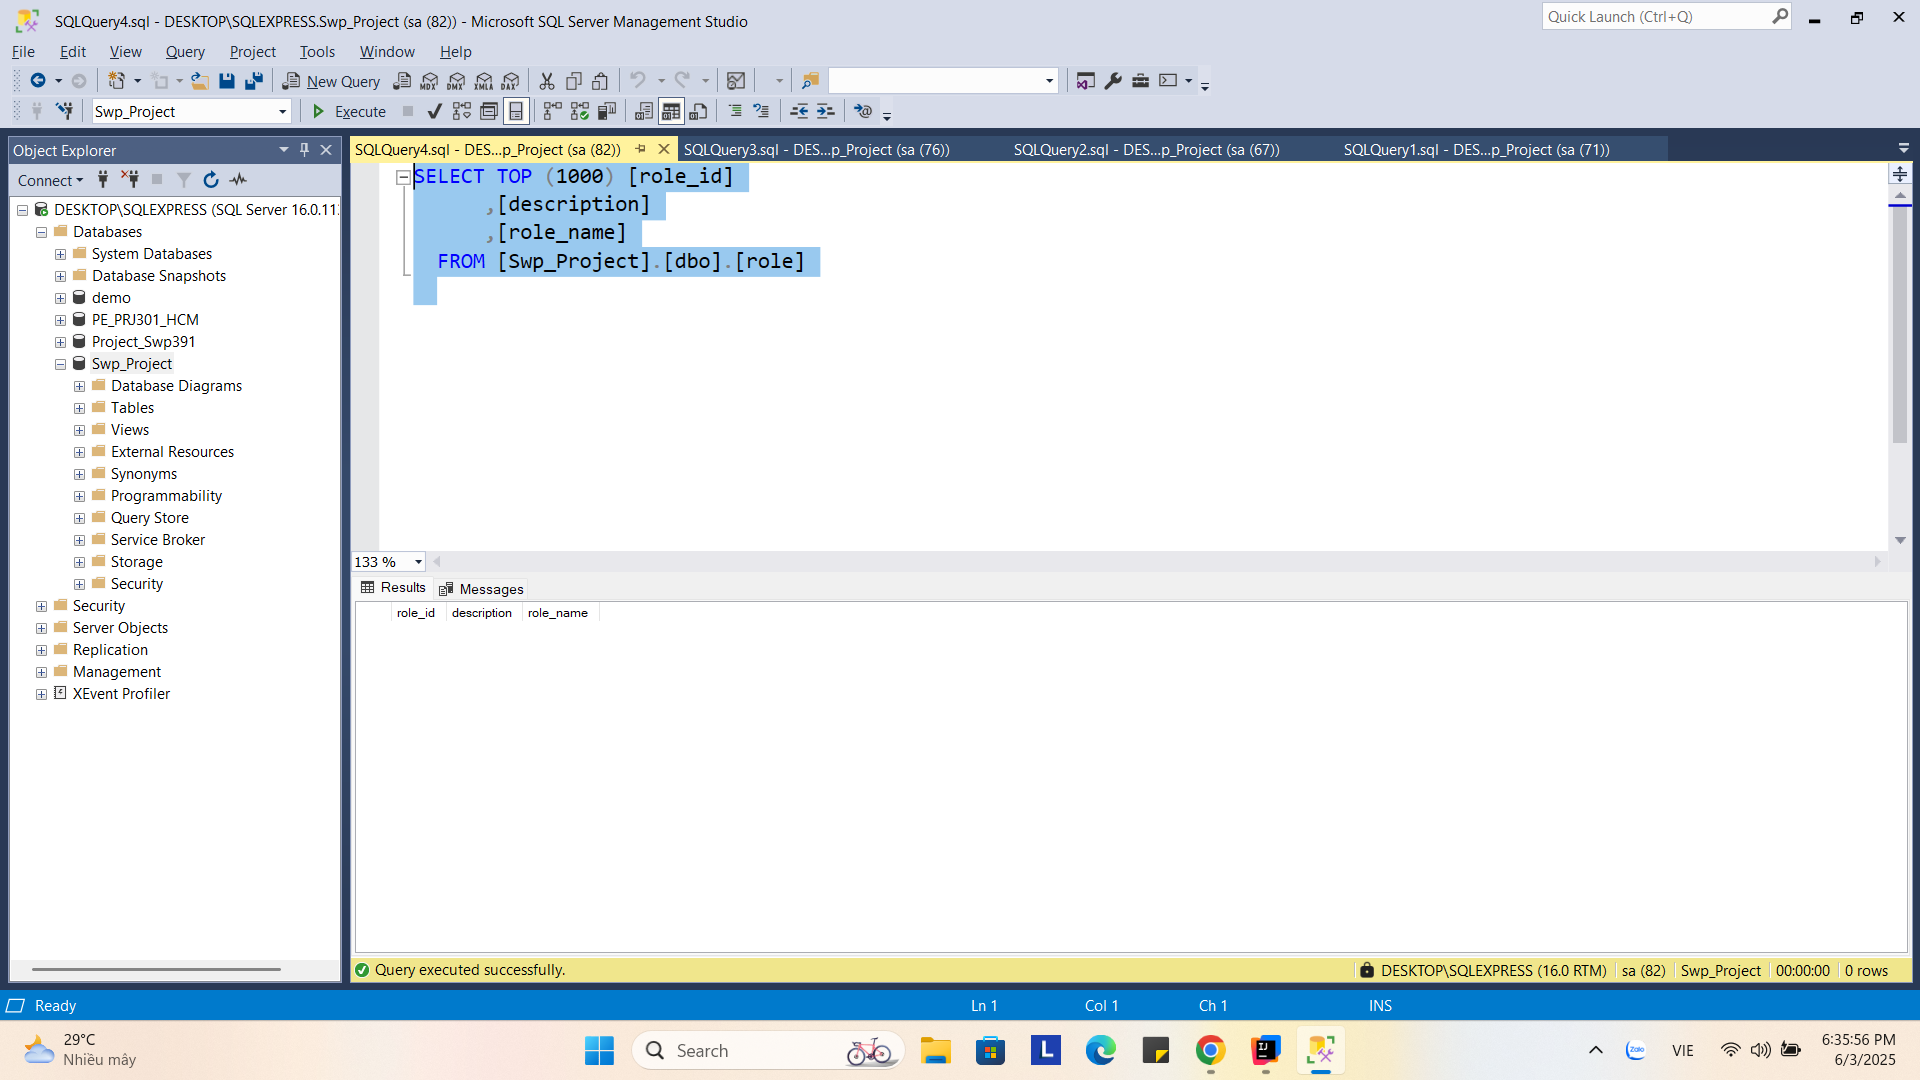 SQLQuery4.sql - DESKTOP\SQLEXPRESS.Swp_Project (sa (82)) - Microsoft SQL Server Management Studio
Quick Launch (Ctrl+Q)
File Edit View Query Project Tools Window Help
New Query
MDX DMX XMLA DAX
Swp_Project
Execute
Object Explorer
SQLQuery4.sql - DES...p_Project (sa (82))
SQLQuery3.sql - DES...p_Project (sa (76))
SQLQuery2.sql - DES...p_Project (sa (67))
SQLQuery1.sql - DES...p_Project (sa (71))
Connect
DESKTOP\SQLEXPRESS (SQL Server 16.0.11
Databases
System Databases
Database Snapshots
demo
PE_PRJ301_HCM
Project_Swp391
Swp_Project
Database Diagrams
Tables
Views
External Resources
Synonyms
Programmability
Query Store
Service Broker
Storage
Security
Security
Server Objects
Replication
Management
XEvent Profiler
SELECT TOP (1000) [role_id]
,[description]
,[role_name]
FROM [Swp_Project].[dbo].[role]
133 %
Results Messages
role_id description role_name
Query executed successfully.
DESKTOP\SQLEXPRESS (16.0 RTM) sa (82) Swp_Project 00:00:00 0 rows
Ready
Ln 1 Col 1 Ch 1 INS
29°C
Nhiều mây
Search
L
IJ
Zalo
VIE
6:35:56 PM
6/3/2025